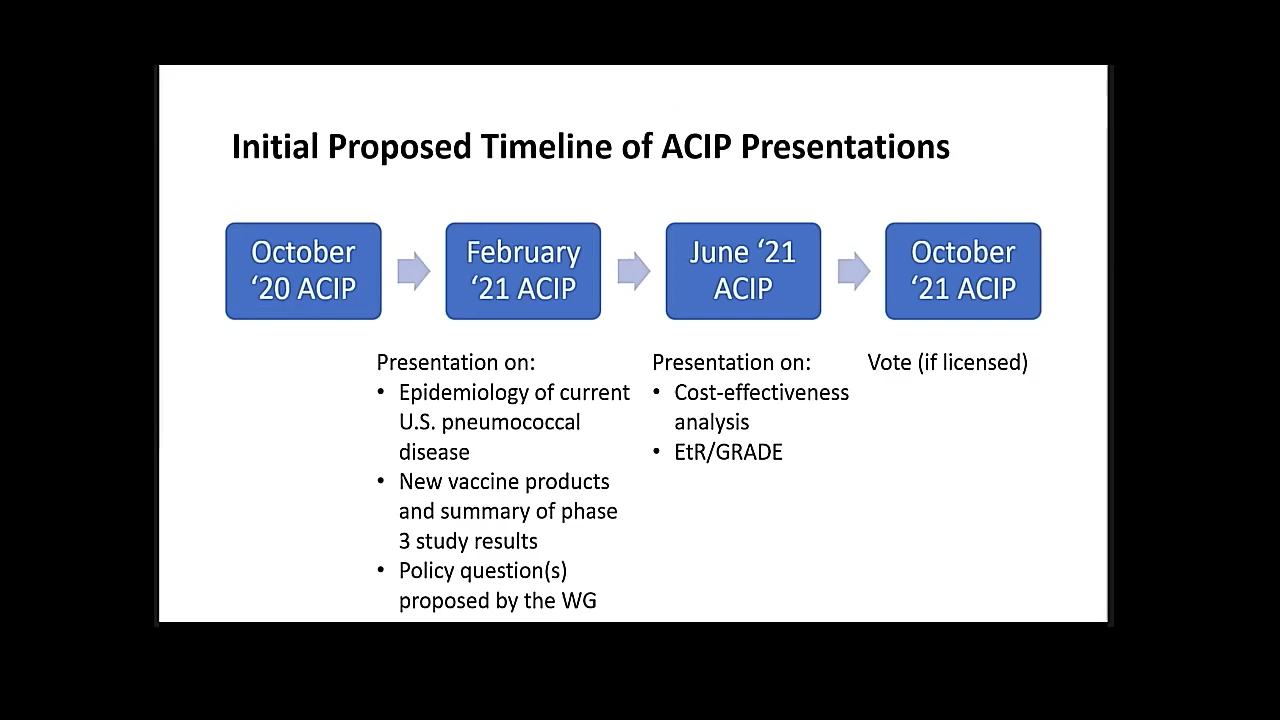 Initial Proposed Timeline of ACIP Presentations
October
‘20 ACIP
February
‘21 ACIP
June ‘21
ACIP
October
‘21 ACIP
Presentation on:
• Epidemiology of current
U.S. pneumococcal
disease
• New vaccine products
and summary of phase
3 study results
• Policy question(s)
proposed by the WG
Presentation on:
• Cost-effectiveness
analysis
• EtR/GRADE
Vote (if licensed)